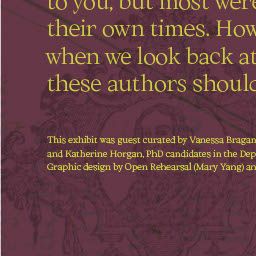 to you, but most were
their own times. How
when we look back at
these authors should
This exhibit was guest curated by Vanessa Bragan
and Katherine Horgan, PhD candidates in the Dep
Graphic design by Open Rehearsal (Mary Yang) an